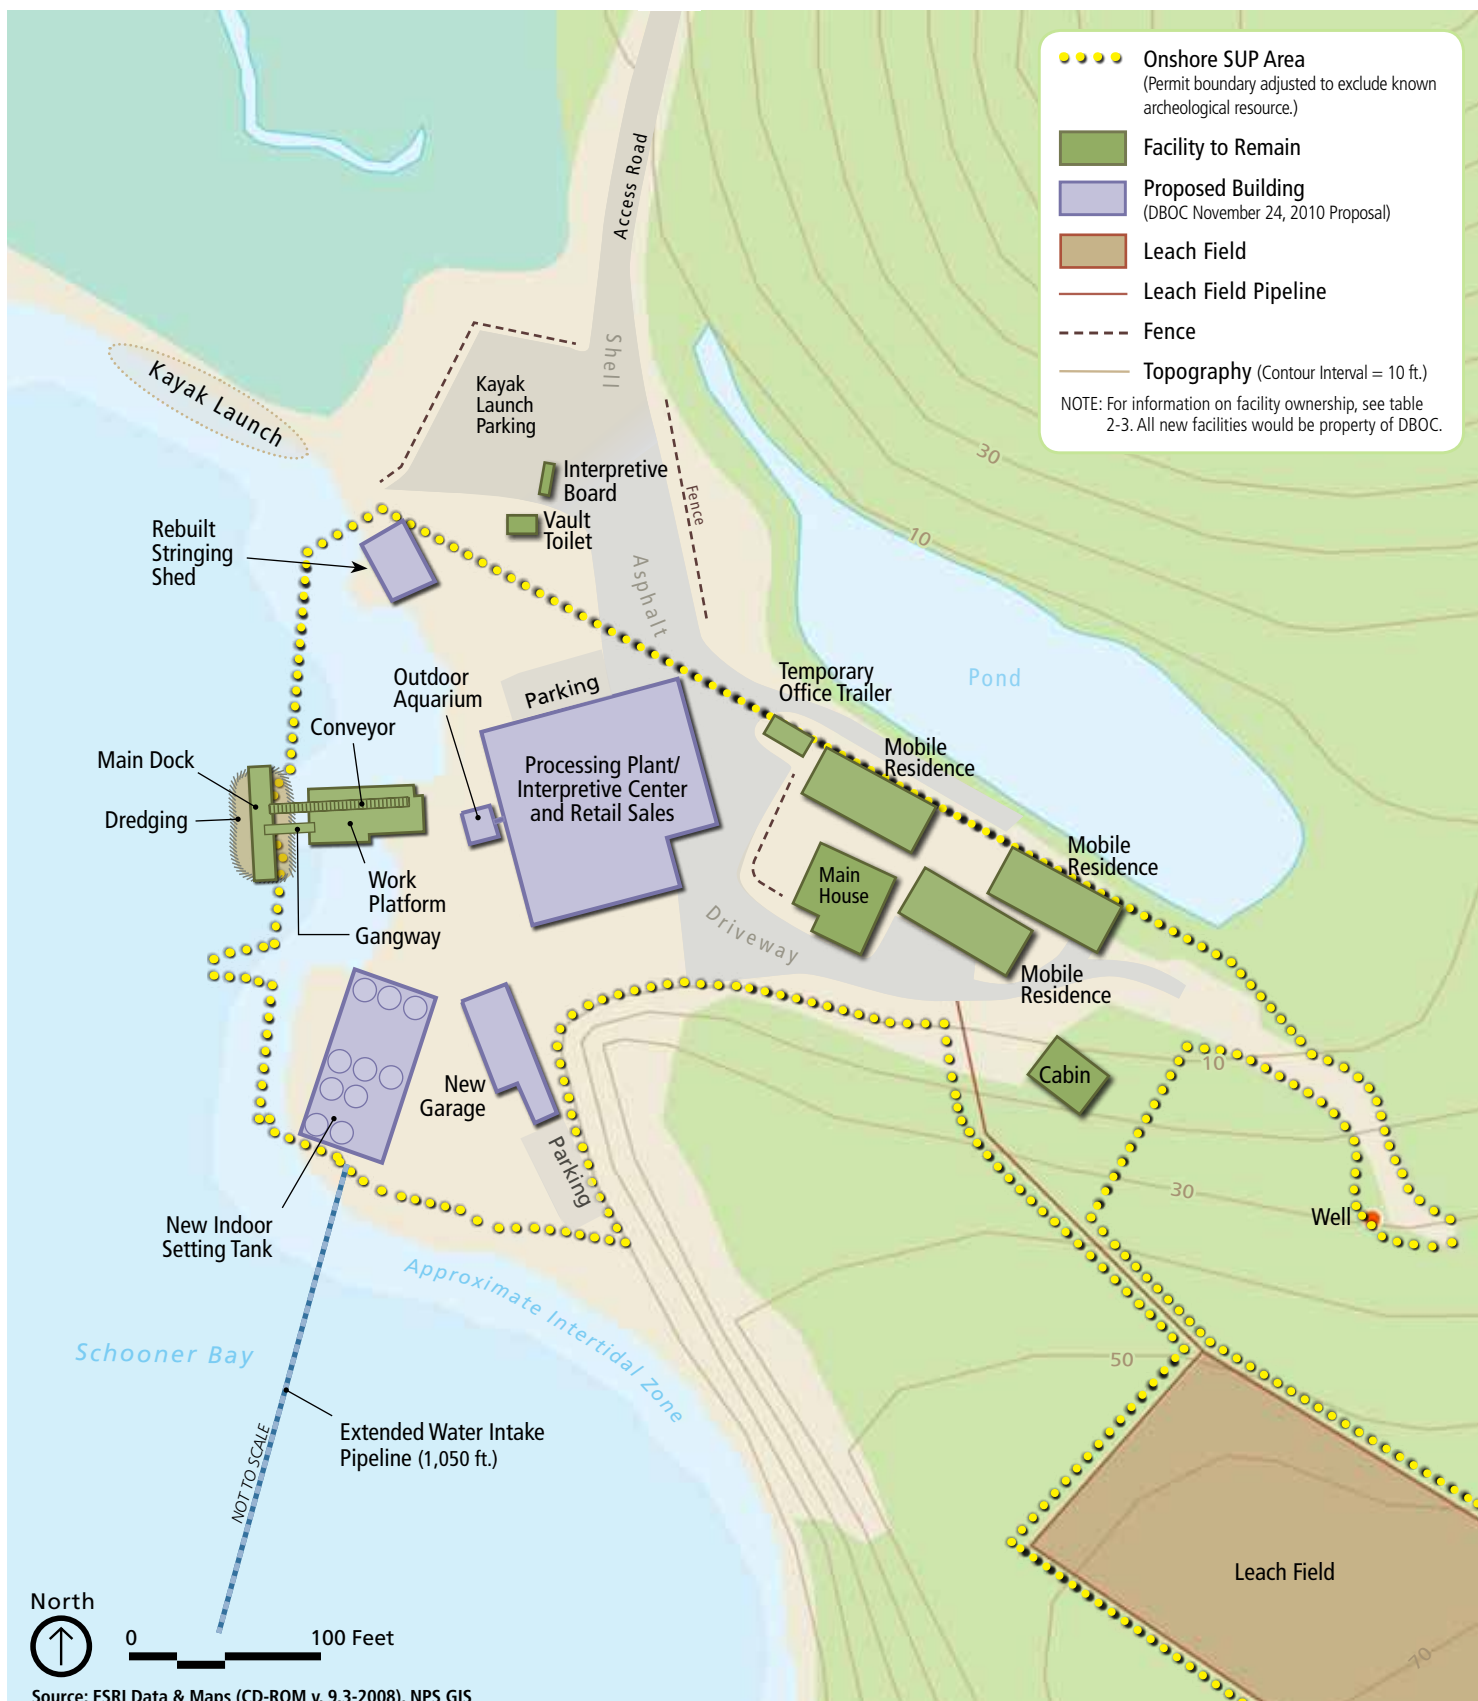 Onshore SUP Area
(Permit boundary adjusted to exclude known
archeological resource.)
Facility to Remain
Proposed Building
(DBOC November 24, 2010 Proposal)
Leach Field
Leach Field Pipeline
Fence
Topography (Contour Interval = 10 ft.)
NOTE: For information on facility ownership, see table
2-3. All new facilities would be property of DBOC.
Access Road
Shell
Kayak Launch
Kayak
Launch
Parking
Interpretive
Board
Vault
Toilet
Fence
30
10
Rebuilt
Stringing
Shed
Asphalt
Temporary
Office Trailer
Pond
Outdoor
Aquarium
Parking
Conveyor
Main Dock
Dredging
Processing Plant/
Interpretive Center
and Retail Sales
Mobile
Residence
Mobile
Residence
Main
House
Work
Platform
Gangway
Driveway
Mobile
Residence
New
Garage
Cabin
10
Parking
30
Well
New Indoor
Setting Tank
Approximate Intertidal Zone
Schooner Bay
50
Extended Water Intake
Pipeline (1,050 ft.)
NOT TO SCALE
Leach Field
70
North
0 100 Feet
Source: ESRI Data & Maps (CD-ROM v. 9.3-2008), NPS GIS